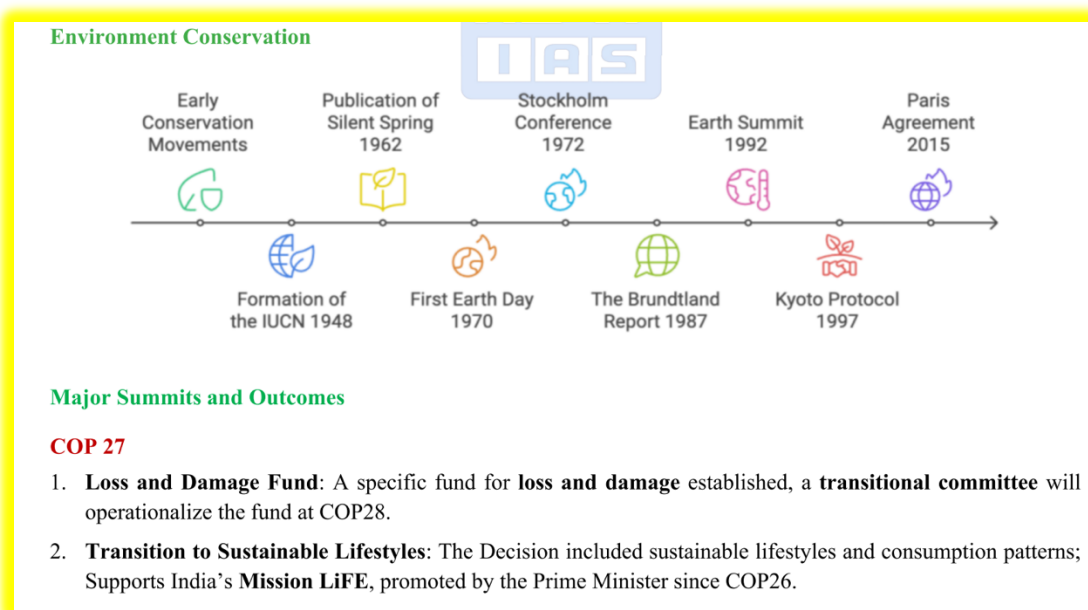 Environment Conservation
IAS
Early
Conservation
Movements
Publication of
Silent Spring
1962
Stockholm
Conference
1972
Earth Summit
1992
Paris
Agreement
2015
Formation of
the IUCN 1948
First Earth Day
1970
The Brundtland
Report 1987
Kyoto Protocol
1997
Major Summits and Outcomes
COP 27
1. Loss and Damage Fund: A specific fund for loss and damage established, a transitional committee will
operationalize the fund at COP28.
2. Transition to Sustainable Lifestyles: The Decision included sustainable lifestyles and consumption patterns;
Supports India’s Mission LiFE, promoted by the Prime Minister since COP26.